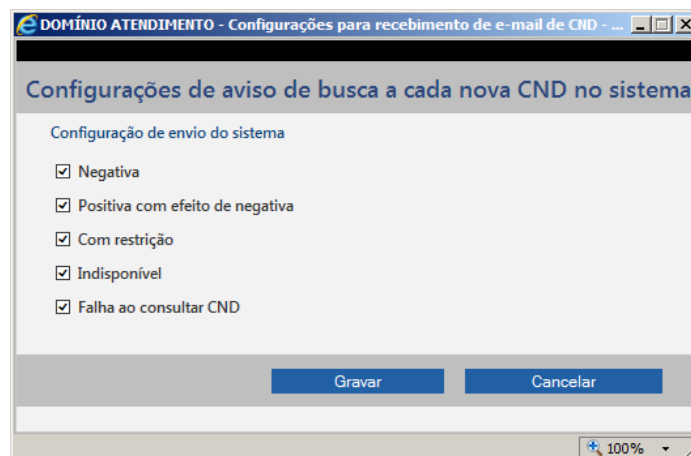 DOMÍNIO ATENDIMENTO - Configurações para recebimento de e-mail de CND - ...
Configurações de aviso de busca a cada nova CND no sistema
Configuração de envio do sistema
Negativa
Positiva com efeito de negativa
Com restrição
Indisponível
Falha ao consultar CND
Gravar Cancelar
100%